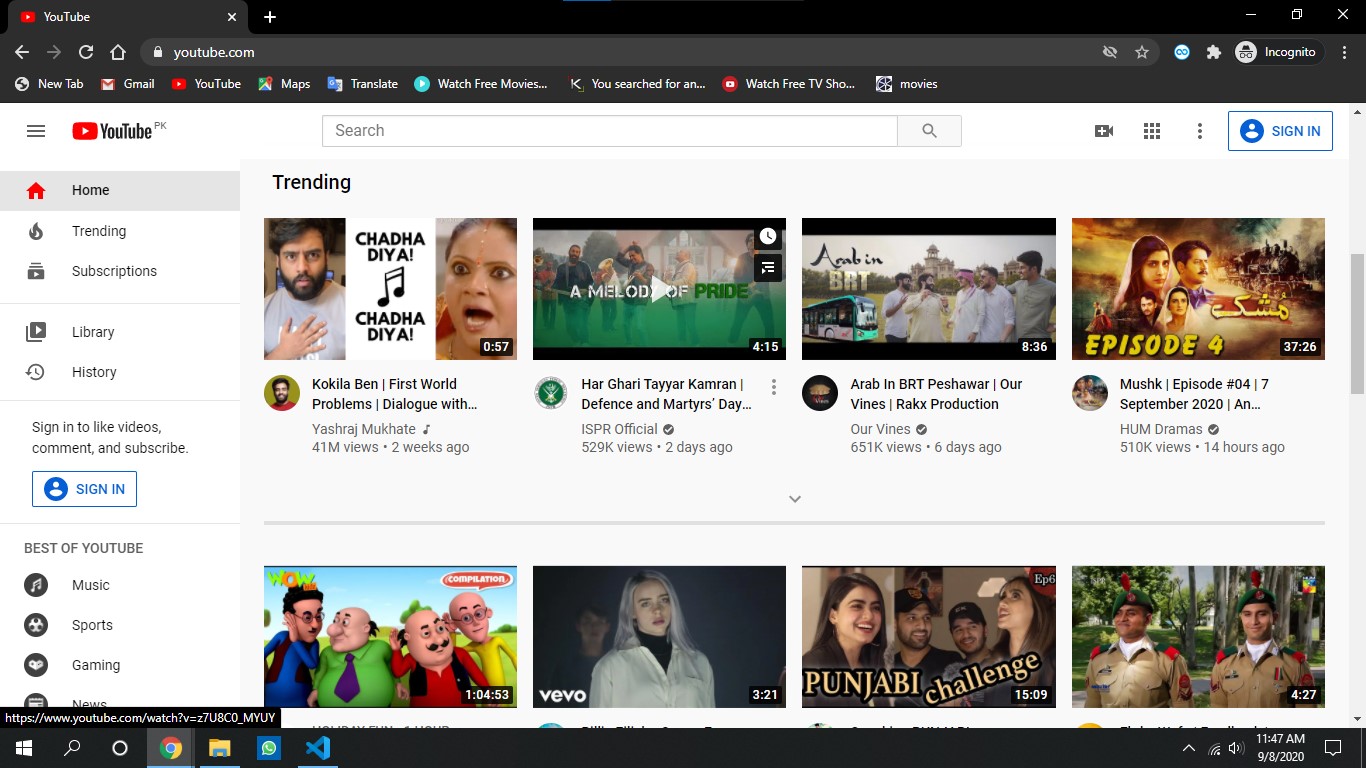 YouTube
youtube.com
Incognito
New Tab
Gmail
YouTube
Maps
Translate
Watch Free Movies...
You searched for an...
Watch Free TV Sho...
movies
YouTube PK
Search
SIGN IN
Home
Trending
Subscriptions
Library
History
Sign in to like videos,
comment, and subscribe.
SIGN IN
BEST OF YOUTUBE
Music
Sports
Gaming
News
Trending
CHADHA
DIYA!
CHADHA
DIYA!
0:57
Kokila Ben | First World
Problems | Dialogue with...
Yashraj Mukhate
41M views • 2 weeks ago
A MELODY OF PRIDE
4:15
Har Ghari Tayyar Kamran |
Defence and Martyrs’ Day...
ISPR Official
529K views • 2 days ago
Arab in
BRT
8:36
Arab In BRT Peshawar | Our
Vines | Rakx Production
Our Vines
651K views • 6 days ago
مُشک
EPISODE 4
37:26
Mushk | Episode #04 | 7
September 2020 | An...
HUM Dramas
510K views • 14 hours ago
WOW
COMPILATION
1:04:53
HOLIDAY FUN - 1 HOUR
vevo
3:21
Ep6
PUNJABI challenge
15:09
4:27
https://www.youtube.com/watch?v=z7U8C0_MYUY
11:47 AM
9/8/2020